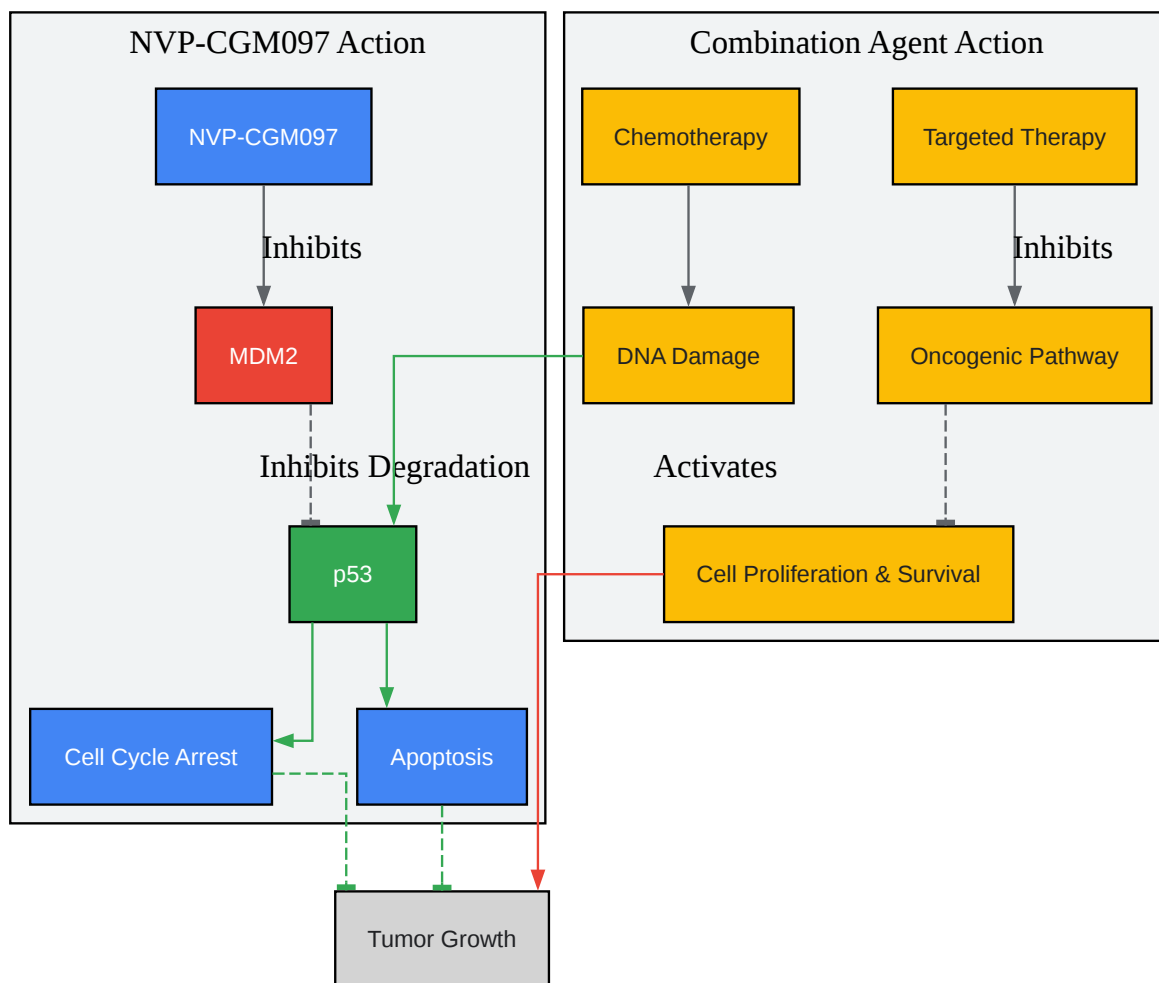 NVP-CGM097 Action
Combination Agent Action
NVP-CGM097
Chemotherapy
Targeted Therapy
Inhibits
Inhibits
MDM2
DNA Damage
Oncogenic Pathway
Inhibits Degradation
Activates
p53
Cell Proliferation & Survival
Cell Cycle Arrest
Apoptosis
Tumor Growth